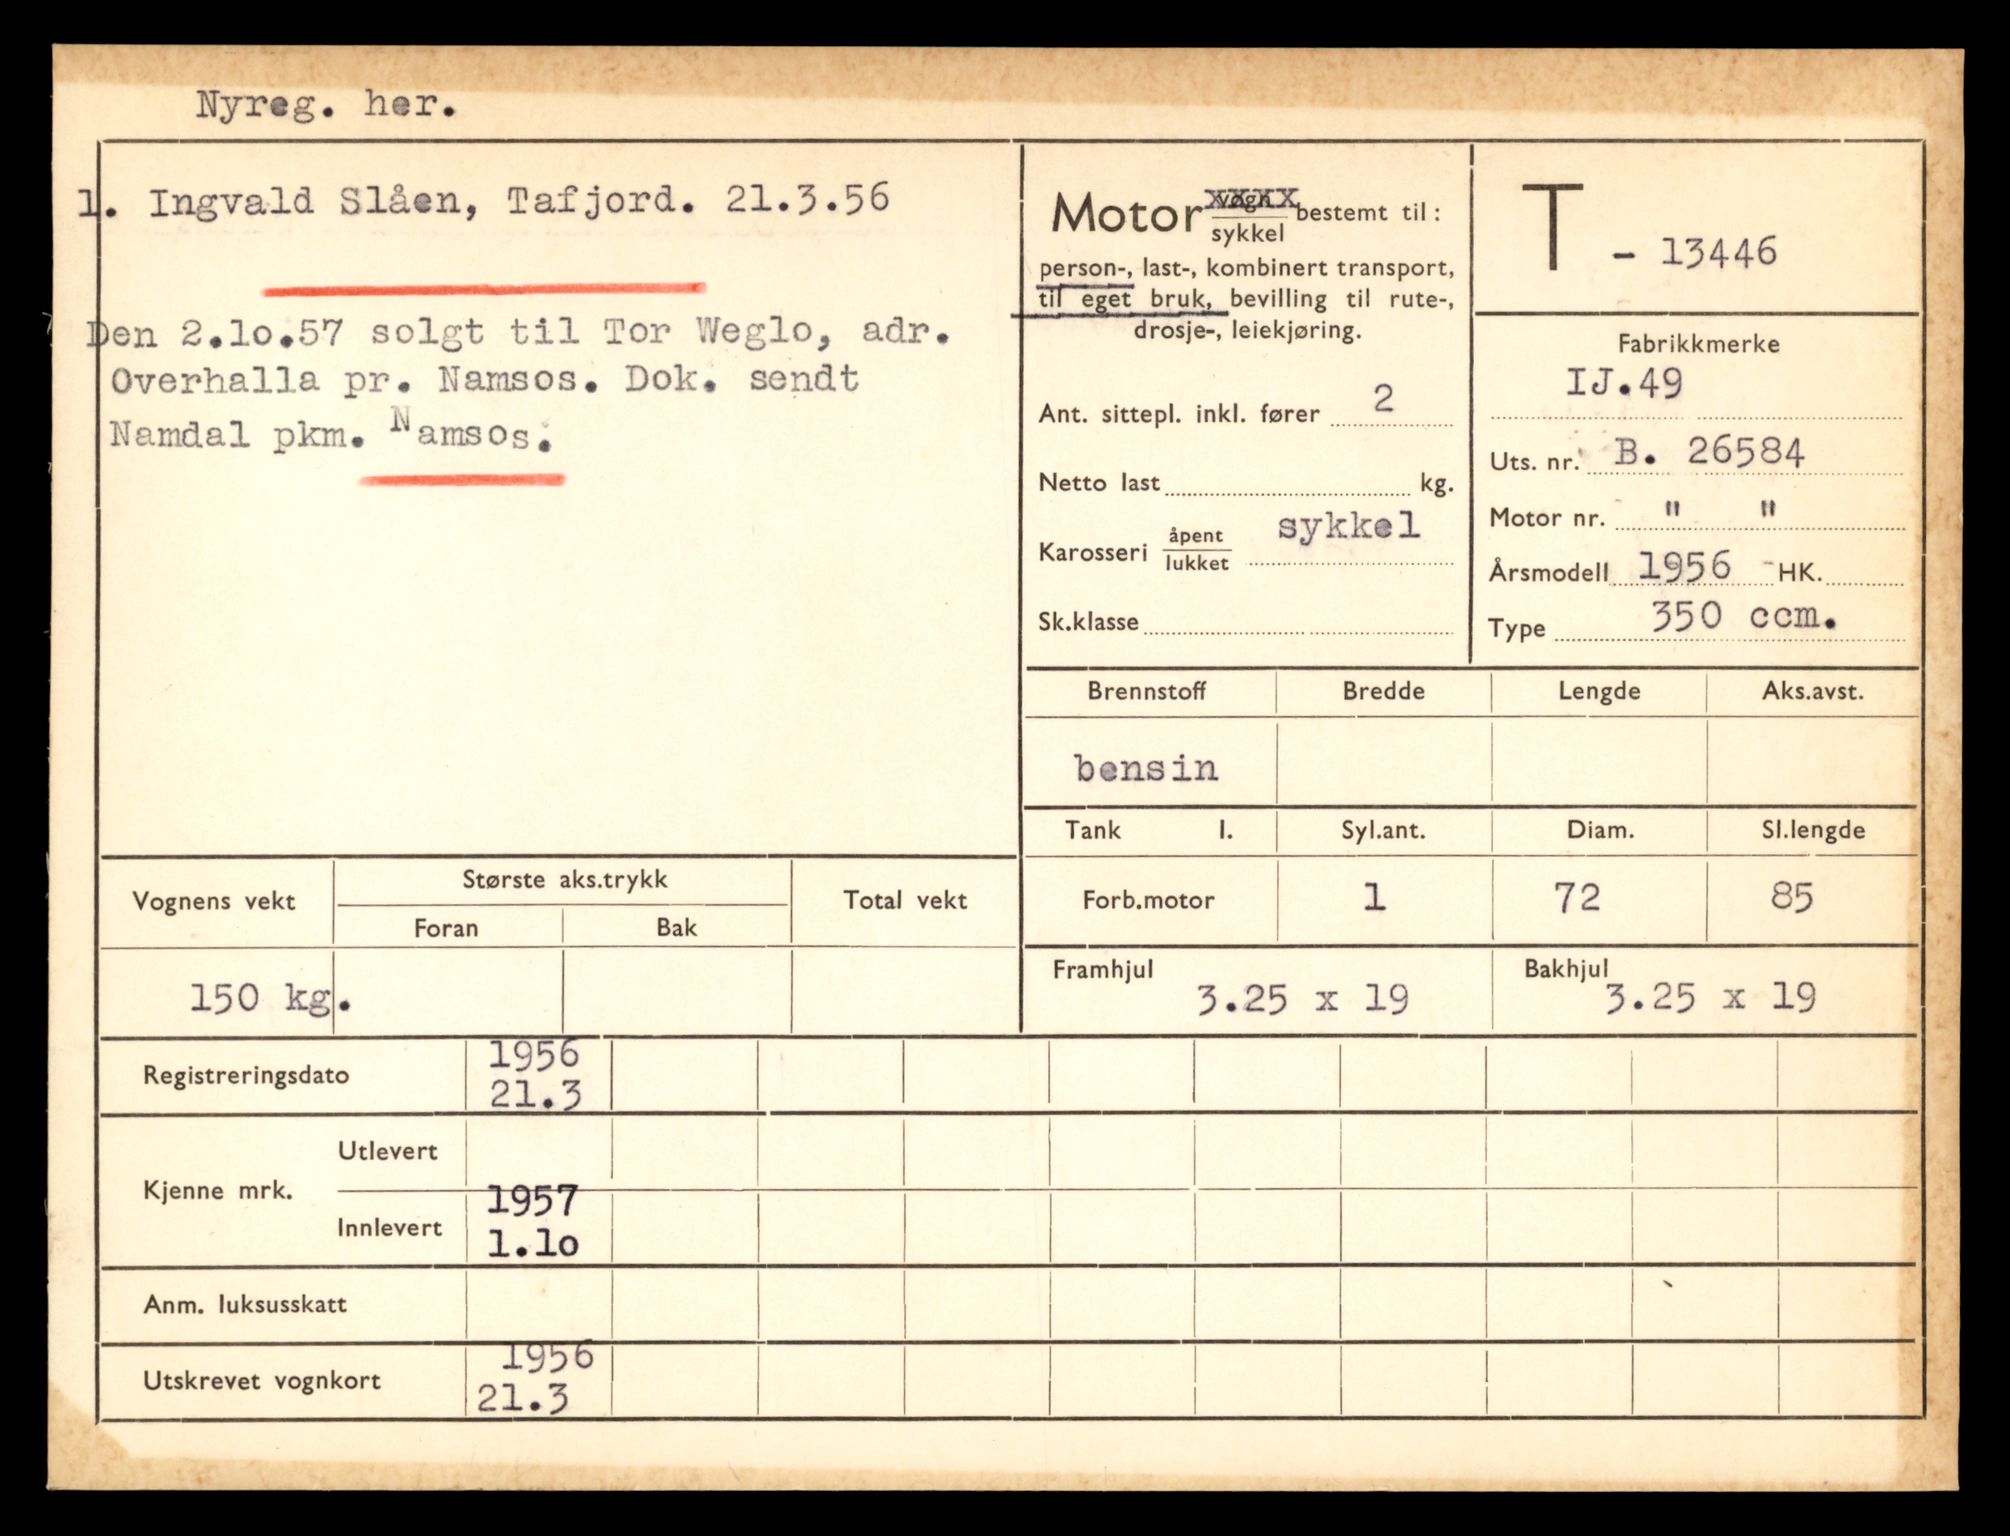 Nyreg. her.
1. Ingvald Slåen, Tafjord. 21.3.56
Den 2.lo.57 solgt til Tor Weglo, adr.
Overhalla pr. Namsos. Dok. sendt
Namdal pkm. Namsos.
Motor vogn/sykkel bestemt til:
person-, last-, kombinert transport,
til eget bruk, bevilling til rute-,
drosje-, leiekjøring.
Ant. sittepl. inkl. fører 2
Netto last kg.
Karosseri åpent/lukket sykkel
Sk.klasse
T - 13446
Fabrikkmerke
IJ.49
Uts. nr. B. 26584
Motor nr. " "
Årsmodell 1956 HK.
Type 350 ccm.
Brennstoff Bredde Lengde Aks.avst.
bensin
Tank l. Syl.ant. Diam. Sl.lengde
Forb.motor 1 72 85
Framhjul Bakhjul
3.25 x 19 3.25 x 19
Vognens vekt Største aks.trykk Total vekt
Foran Bak
150 kg.
Registreringsdato 1956
21.3
Kjenne mrk. Utlevert
Innlevert 1957
1.lo
Anm. luksusskatt
Utskrevet vognkort 1956
21.3